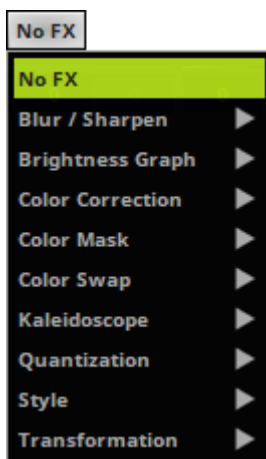 No FX
No FX
Blur / Sharpen
Brightness Graph
Color Correction
Color Mask
Color Swap
Kaleidoscope
Quantization
Style
Transformation